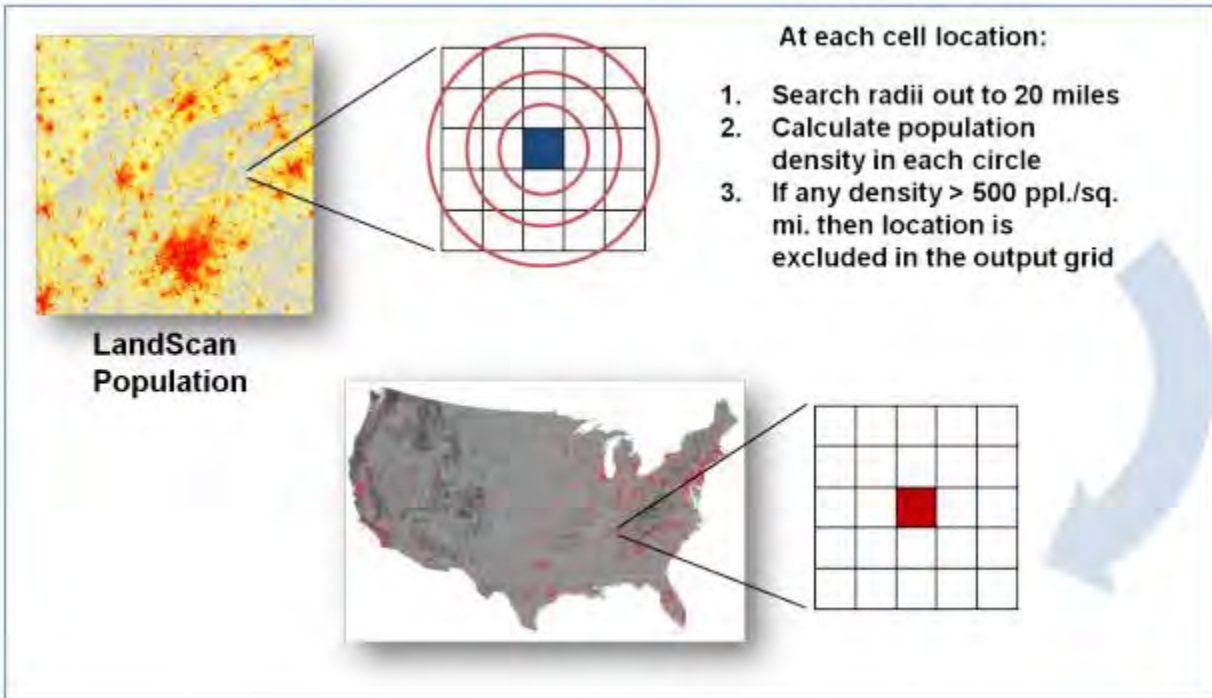 At each cell location:
1. Search radii out to 20 miles
2. Calculate population
density in each circle
3. If any density > 500 ppl./sq.
mi. then location is
excluded in the output grid
LandScan
Population